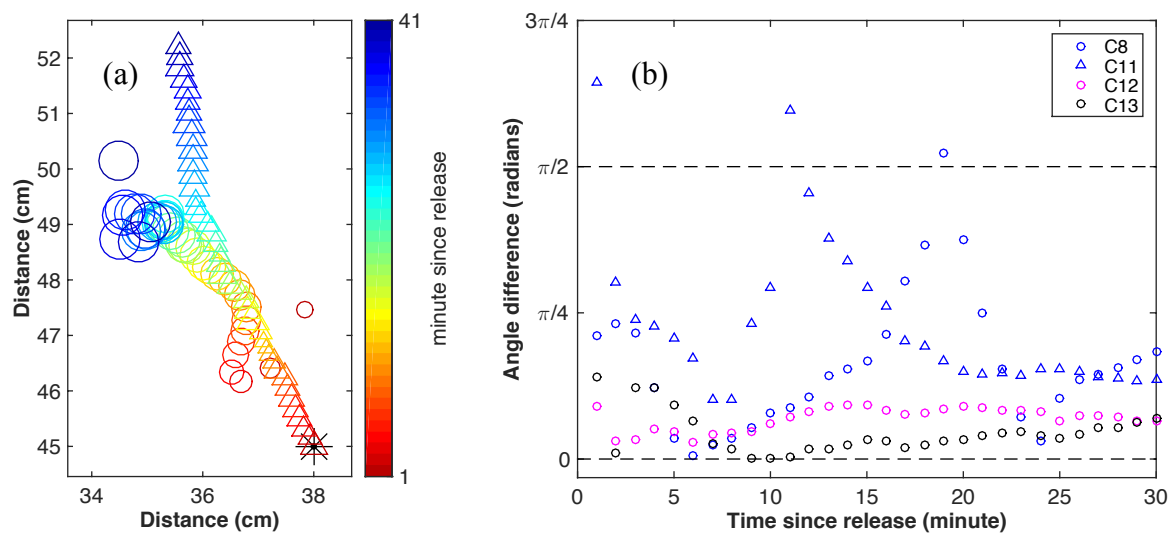 (a)
52
51
50
49
48
47
46
45
34
36
38
Distance (cm)
Distance (cm)
41
1
minute since release
(b)
3π/4
π/2
π/4
0
0
5
10
15
20
25
30
Angle difference (radians)
Time since release (minute)
C8
C11
C12
C13